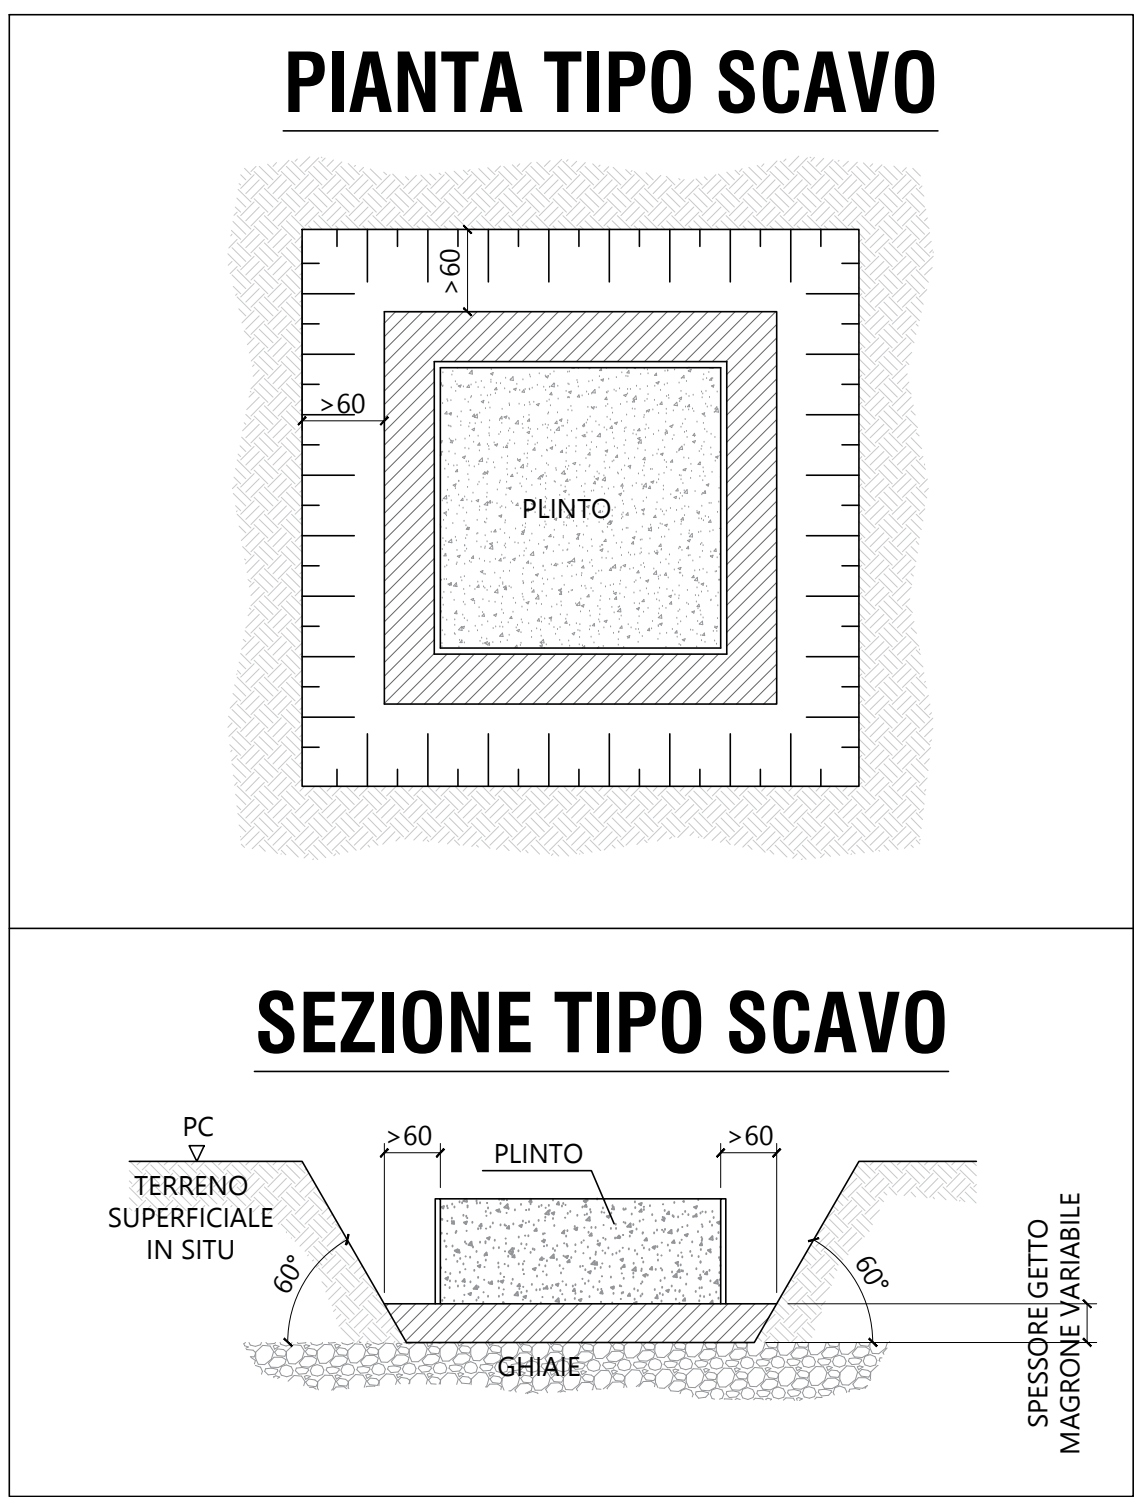 PIANTA TIPO SCAVO
>60
>60
PLINTO
SEZIONE TIPO SCAVO
PC
>60
>60
PLINTO
TERRENO
SUPERFICIALE
IN SITU
60°
60°
GHIAIE
SPESSORE GETTO
MAGRONE VARIABILE